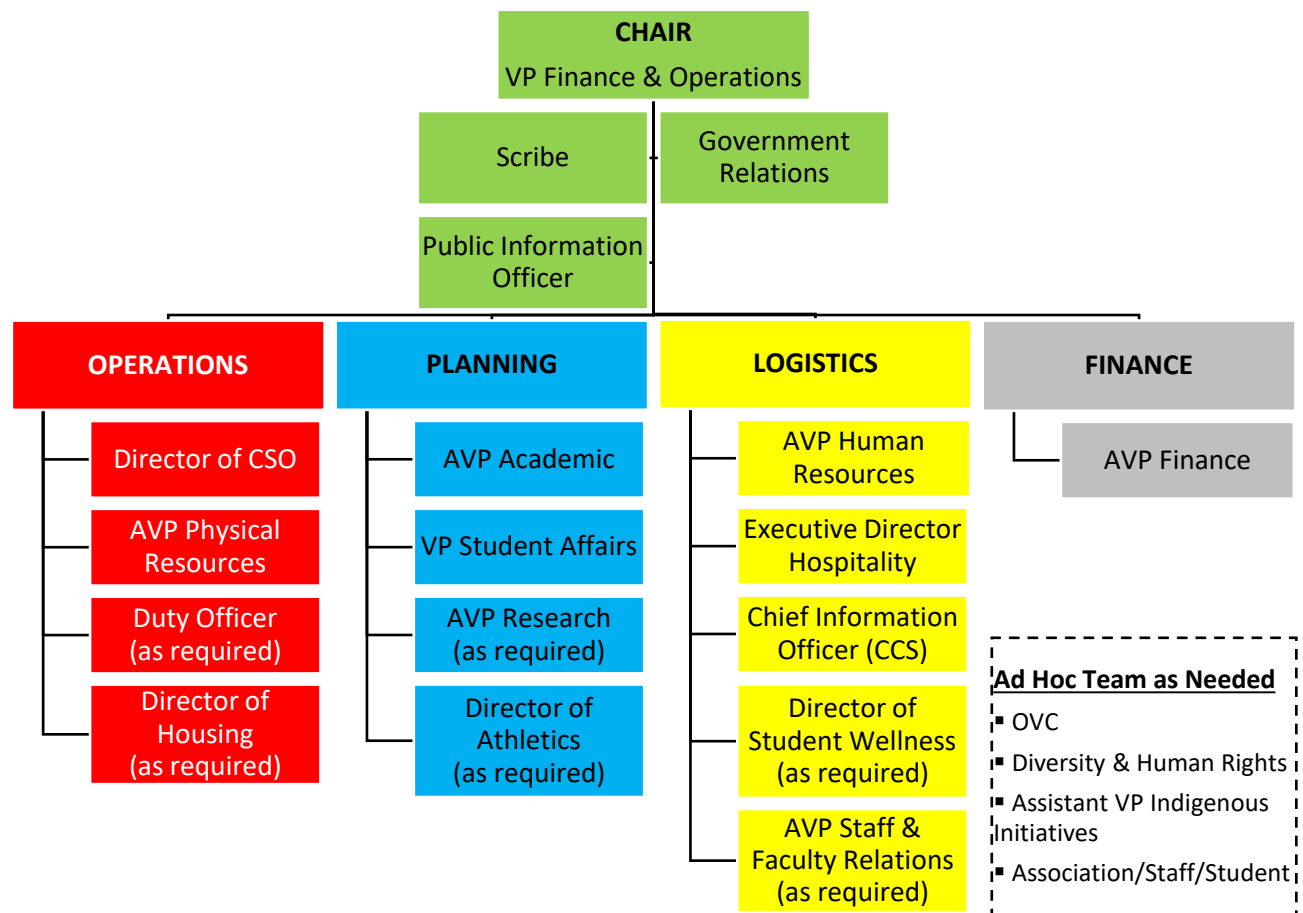 CHAIR
VP Finance & Operations
Scribe
Government
Relations
Public Information
Officer
OPERATIONS
Director of CSO
AVP Physical
Resources
Duty Officer
(as required)
Director of
Housing
(as required)
PLANNING
AVP Academic
VP Student Affairs
AVP Research
(as required)
Director of
Athletics
(as required)
LOGISTICS
AVP Human
Resources
Executive Director
Hospitality
Chief Information
Officer (CCS)
Director of
Student Wellness
(as required)
AVP Staff &
Faculty Relations
(as required)
FINANCE
AVP Finance
Ad Hoc Team as Needed
▪ OVC
▪ Diversity & Human Rights
▪ Assistant VP Indigenous
Initiatives
▪ Association/Staff/Student